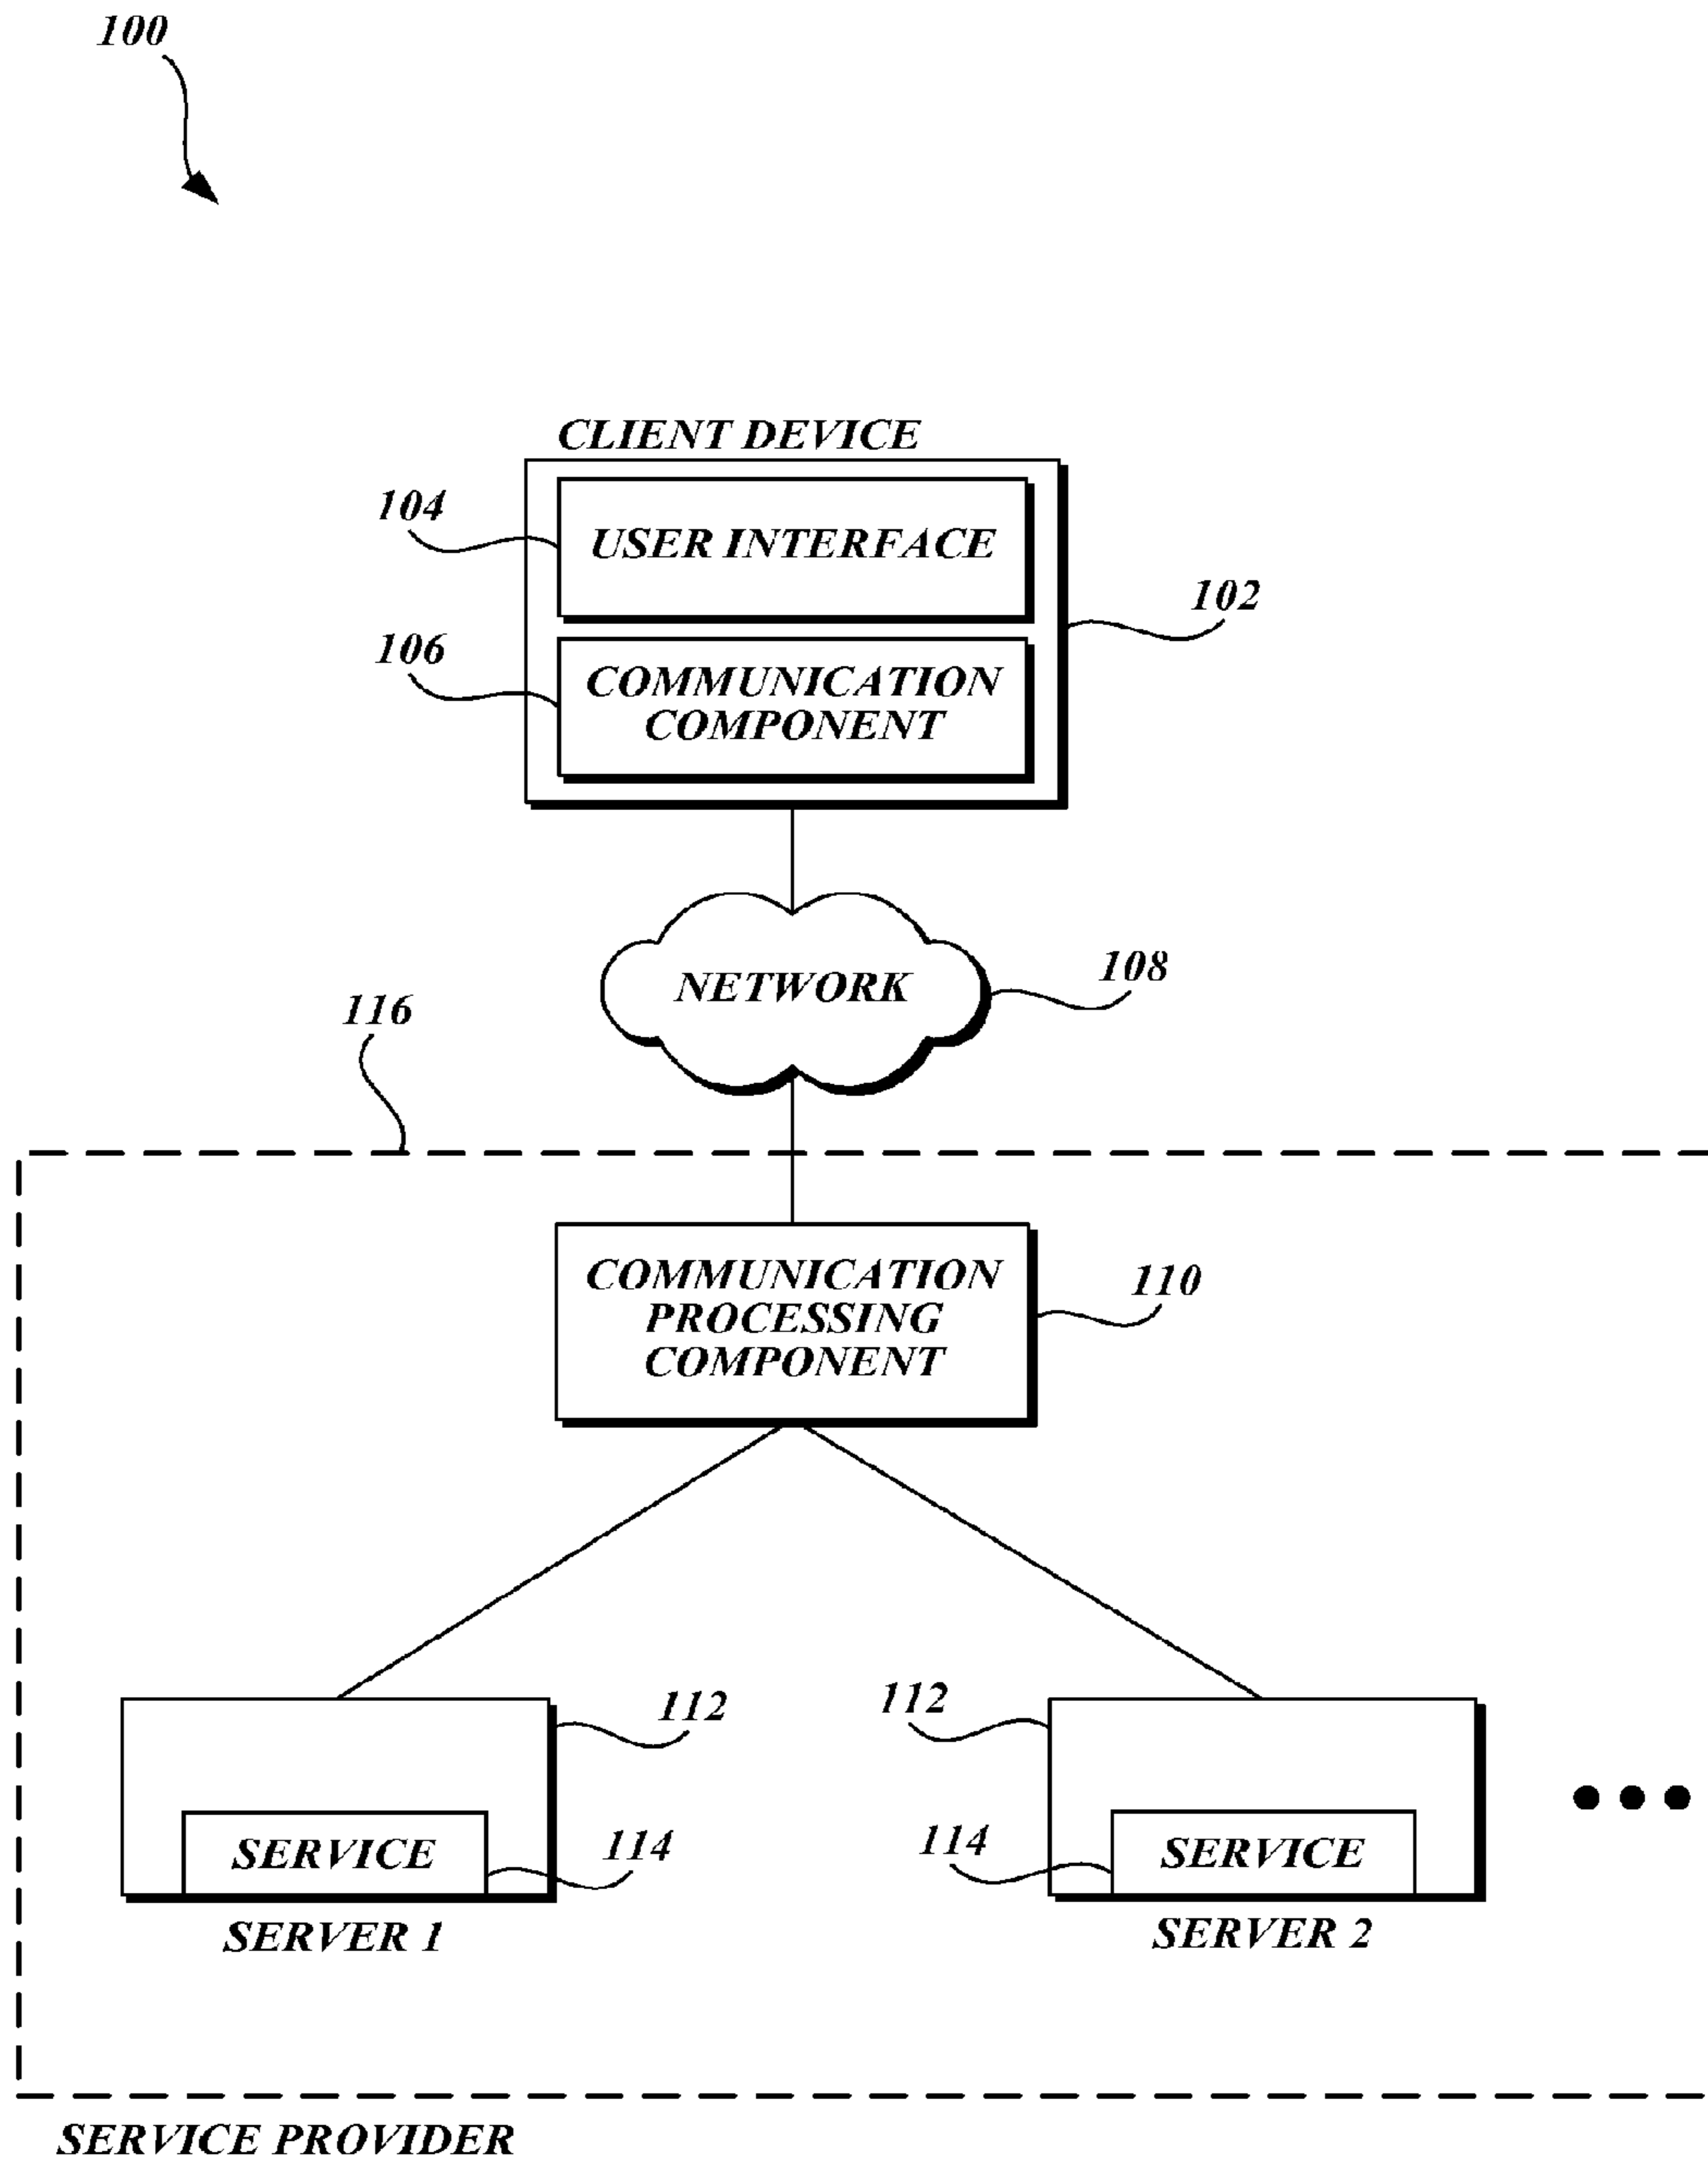 100
CLIENT DEVICE
104
USER INTERFACE
102
106
COMMUNICATION
COMPONENT
NETWORK
108
116
COMMUNICATION
PROCESSING
COMPONENT
110
112
112
SERVICE
114
114
SERVICE
SERVER 1
SERVER 2
SERVICE PROVIDER